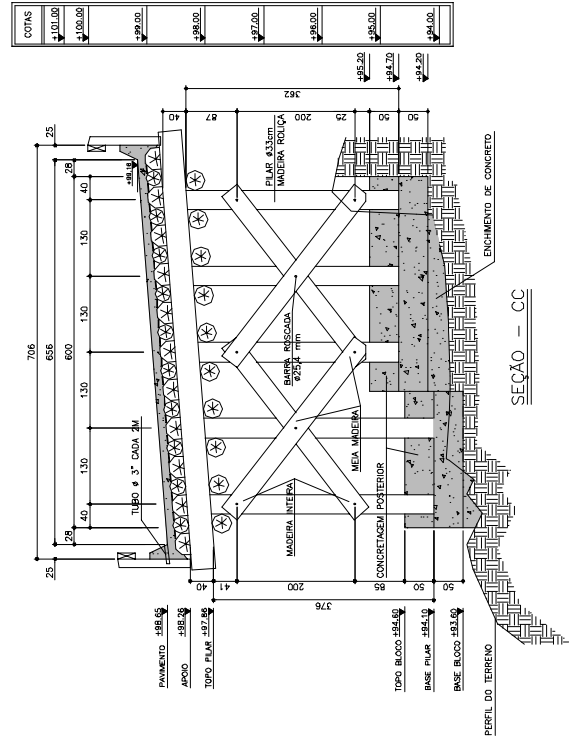 COTAS
+101.00
+100.00
+99.00
+98.00
+97.00
+96.00
+95.00
+94.00
+95.20
+94.70
+94.20
362
40
87
200
25
50
50
25
28
40
130
130
130
130
40
28
25
706
656
600
+99.16
PILAR ø33cm
MADEIRA ROLIÇA
BARRA ROSCADA
ø25,4 mm
TUBO ø 3" CADA 2M
MEIA MADEIRA
MADEIRA INTEIRA
CONCRETAGEM POSTERIOR
ENCHIMENTO DE CONCRETO
40
41
200
85
50
50
376
PAVIMENTO
+98.65
APOIO
+98.26
TOPO PILAR
+97.86
TOPO BLOCO
+94.60
BASE PILAR
+94.10
BASE BLOCO
+93.60
PERFIL DO TERRENO
SEÇÃO - CC